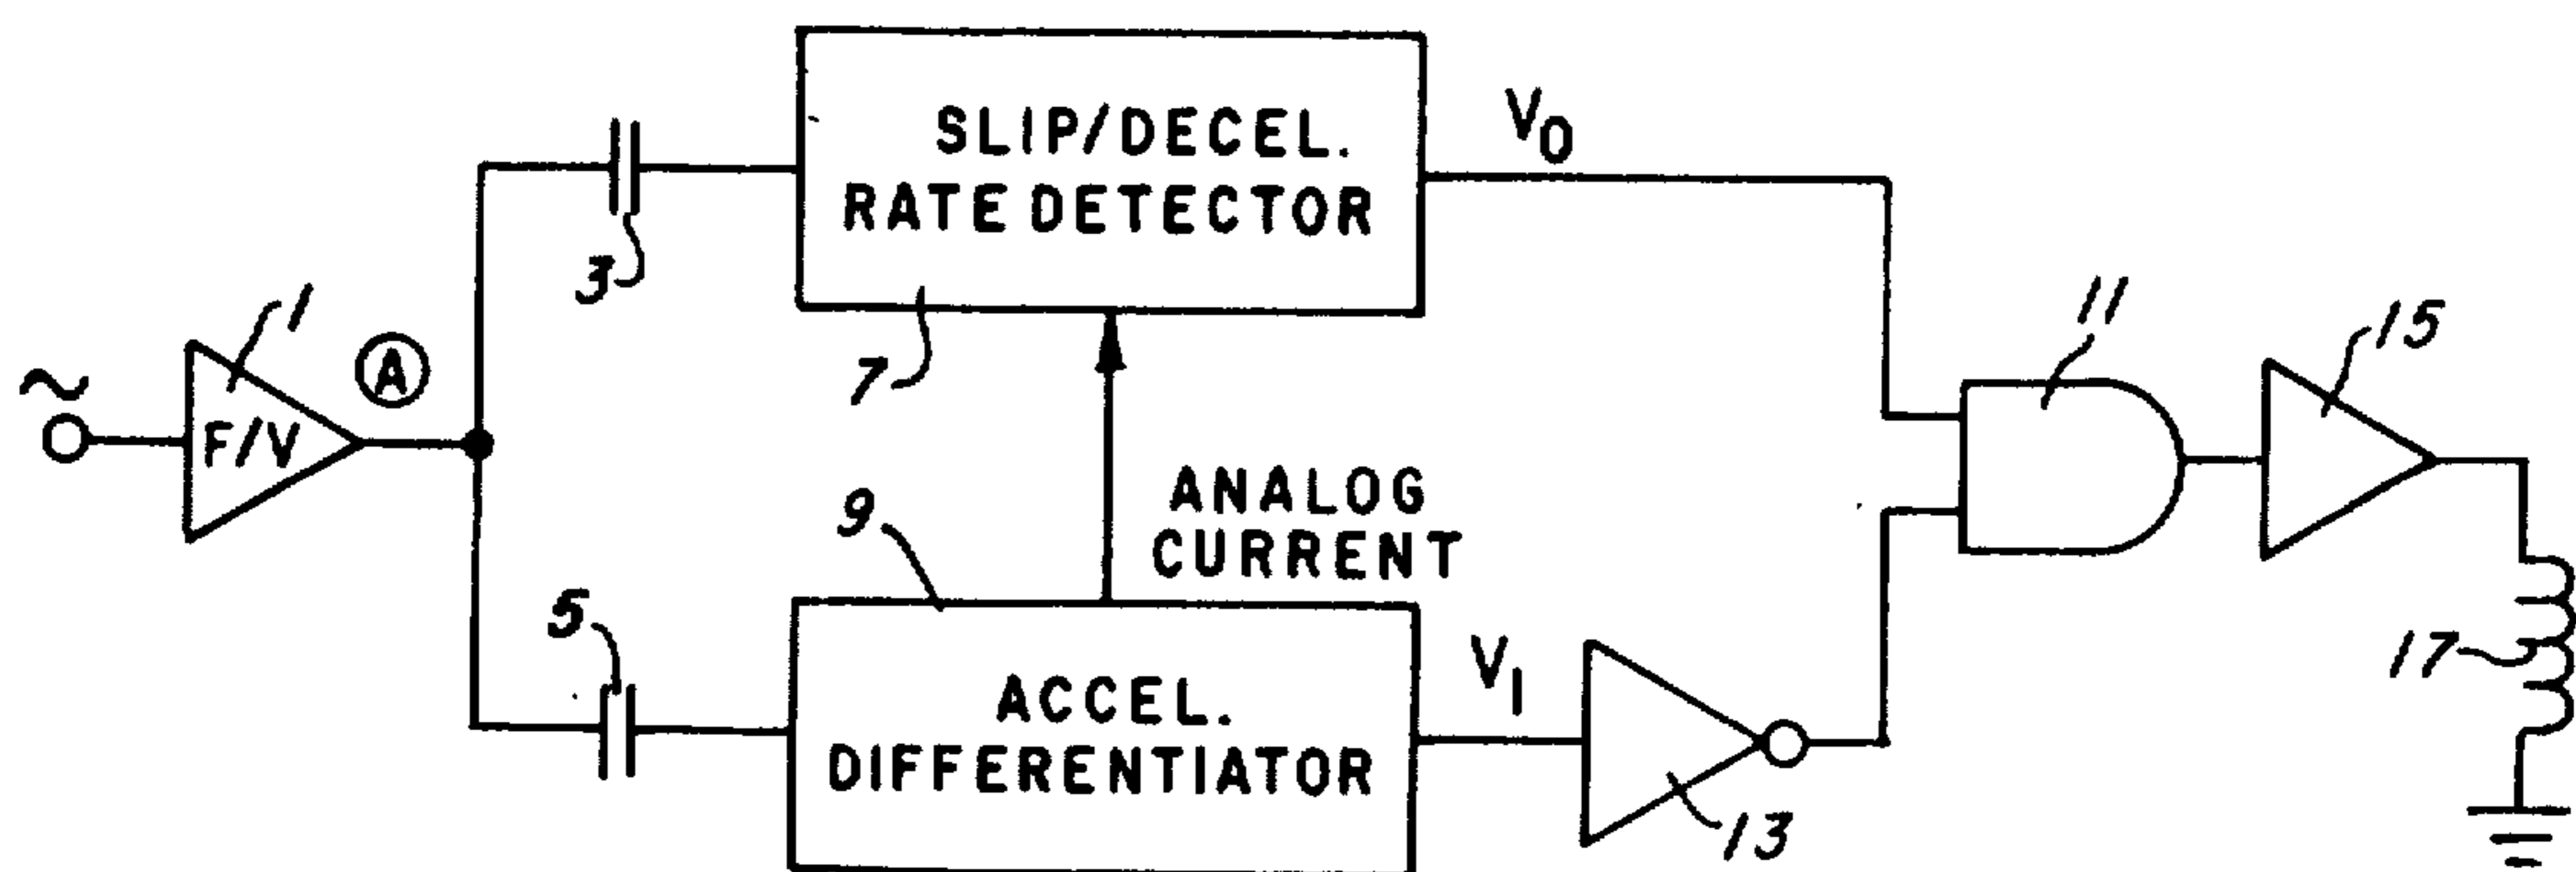 SLIP/DECEL.
RATE DETECTOR
V0
3
1
A
~
F/V
7
11
15
ANALOG
CURRENT
9
5
ACCEL.
DIFFERENTIATOR
V1
13
17